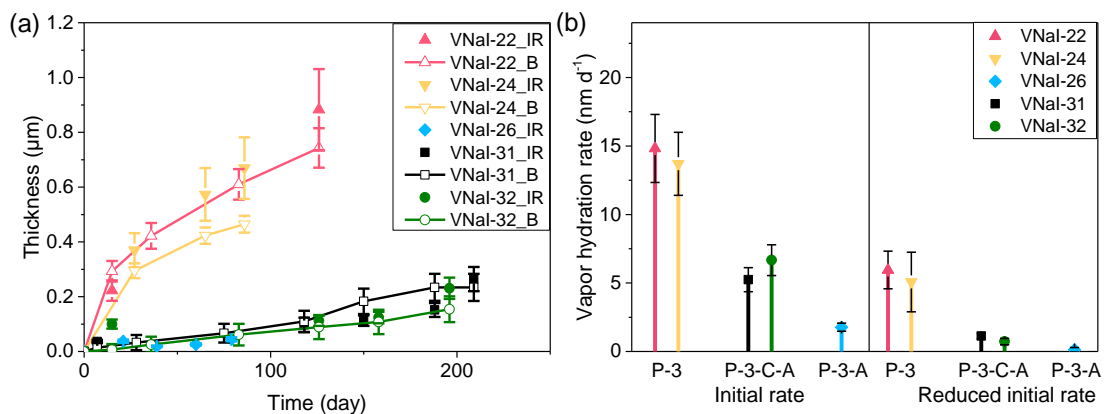 (a)
1.2
1.0
0.8
0.6
0.4
0.2
0.0
Thickness (μm)
0
100
200
Time (day)
VNaI-22_IR
VNaI-22_B
VNaI-24_IR
VNaI-24_B
VNaI-26_IR
VNaI-31_IR
VNaI-31_B
VNaI-32_IR
VNaI-32_B
(b)
20
15
10
5
0
Vapor hydration rate (nm d-1)
VNaI-22
VNaI-24
VNaI-26
VNaI-31
VNaI-32
P-3 P-3-C-A P-3-A P-3 P-3-C-A P-3-A
Initial rate Reduced initial rate